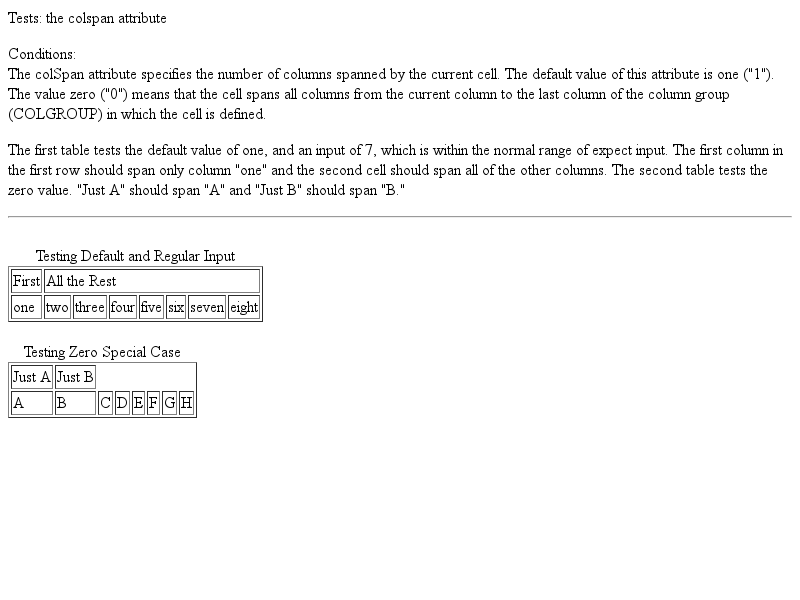 Tests: the colspan attribute
Conditions:
The colSpan attribute specifies the number of columns spanned by the current cell. The default value of this attribute is one ("1").
The value zero ("0") means that the cell spans all columns from the current column to the last column of the column group
(COLGROUP) in which the cell is defined.
The first table tests the default value of one, and an input of 7, which is within the normal range of expect input. The first column in
the first row should span only column "one" and the second cell should span all of the other columns. The second table tests the
zero value. "Just A" should span "A" and "Just B" should span "B."
Testing Default and Regular Input
First All the Rest
one two three four five six seven eight
Testing Zero Special Case
Just A Just B
A B C D E F G H